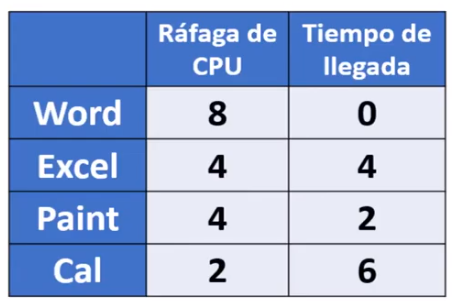 Ráfaga de CPU Tiempo de llegada
Word 8 0
Excel 4 4
Paint 4 2
Cal 2 6